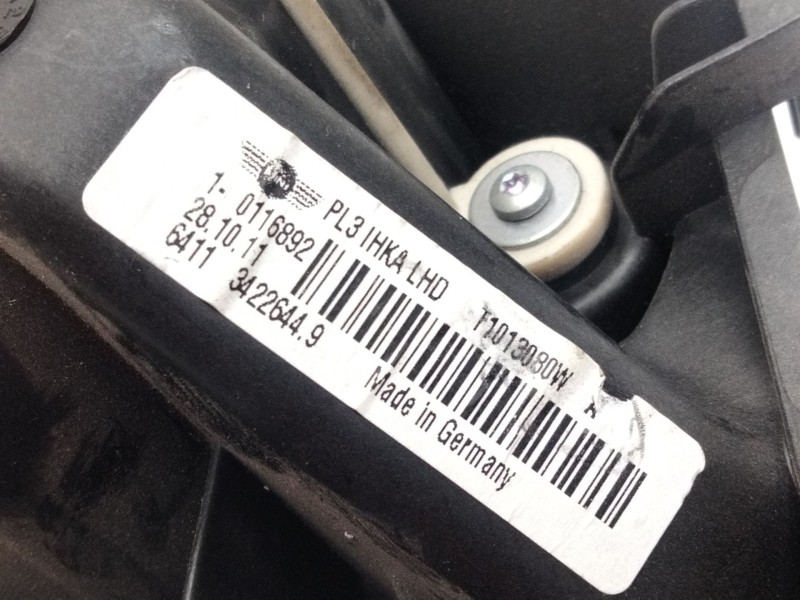 PL3 IHKA LHD T1013080W A
1- 0116892
28.10.11
6411 3422644.9
Made in Germany